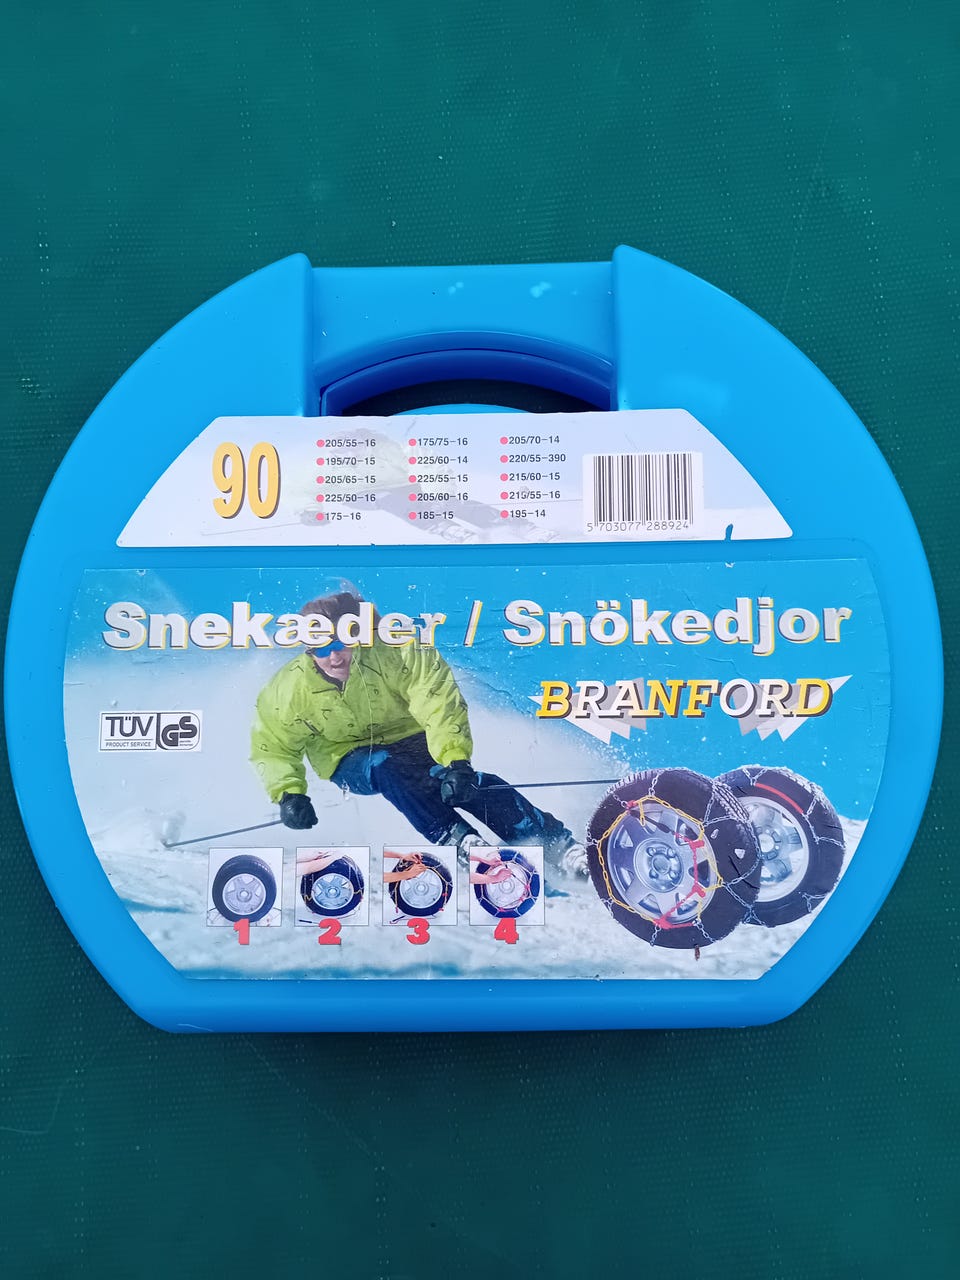 90
205/55-16
195/70-15
205/65-15
225/50-16
175-16
175/75-16
225/60-14
225/55-15
205/60-16
185-15
205/70-14
220/55-390
215/60-15
215/55-16
195-14
5 703077 288924
Snekæder / Snökedjor
BRANFORD
TÜV GS
PRODUCT SERVICE
1 2 3 4